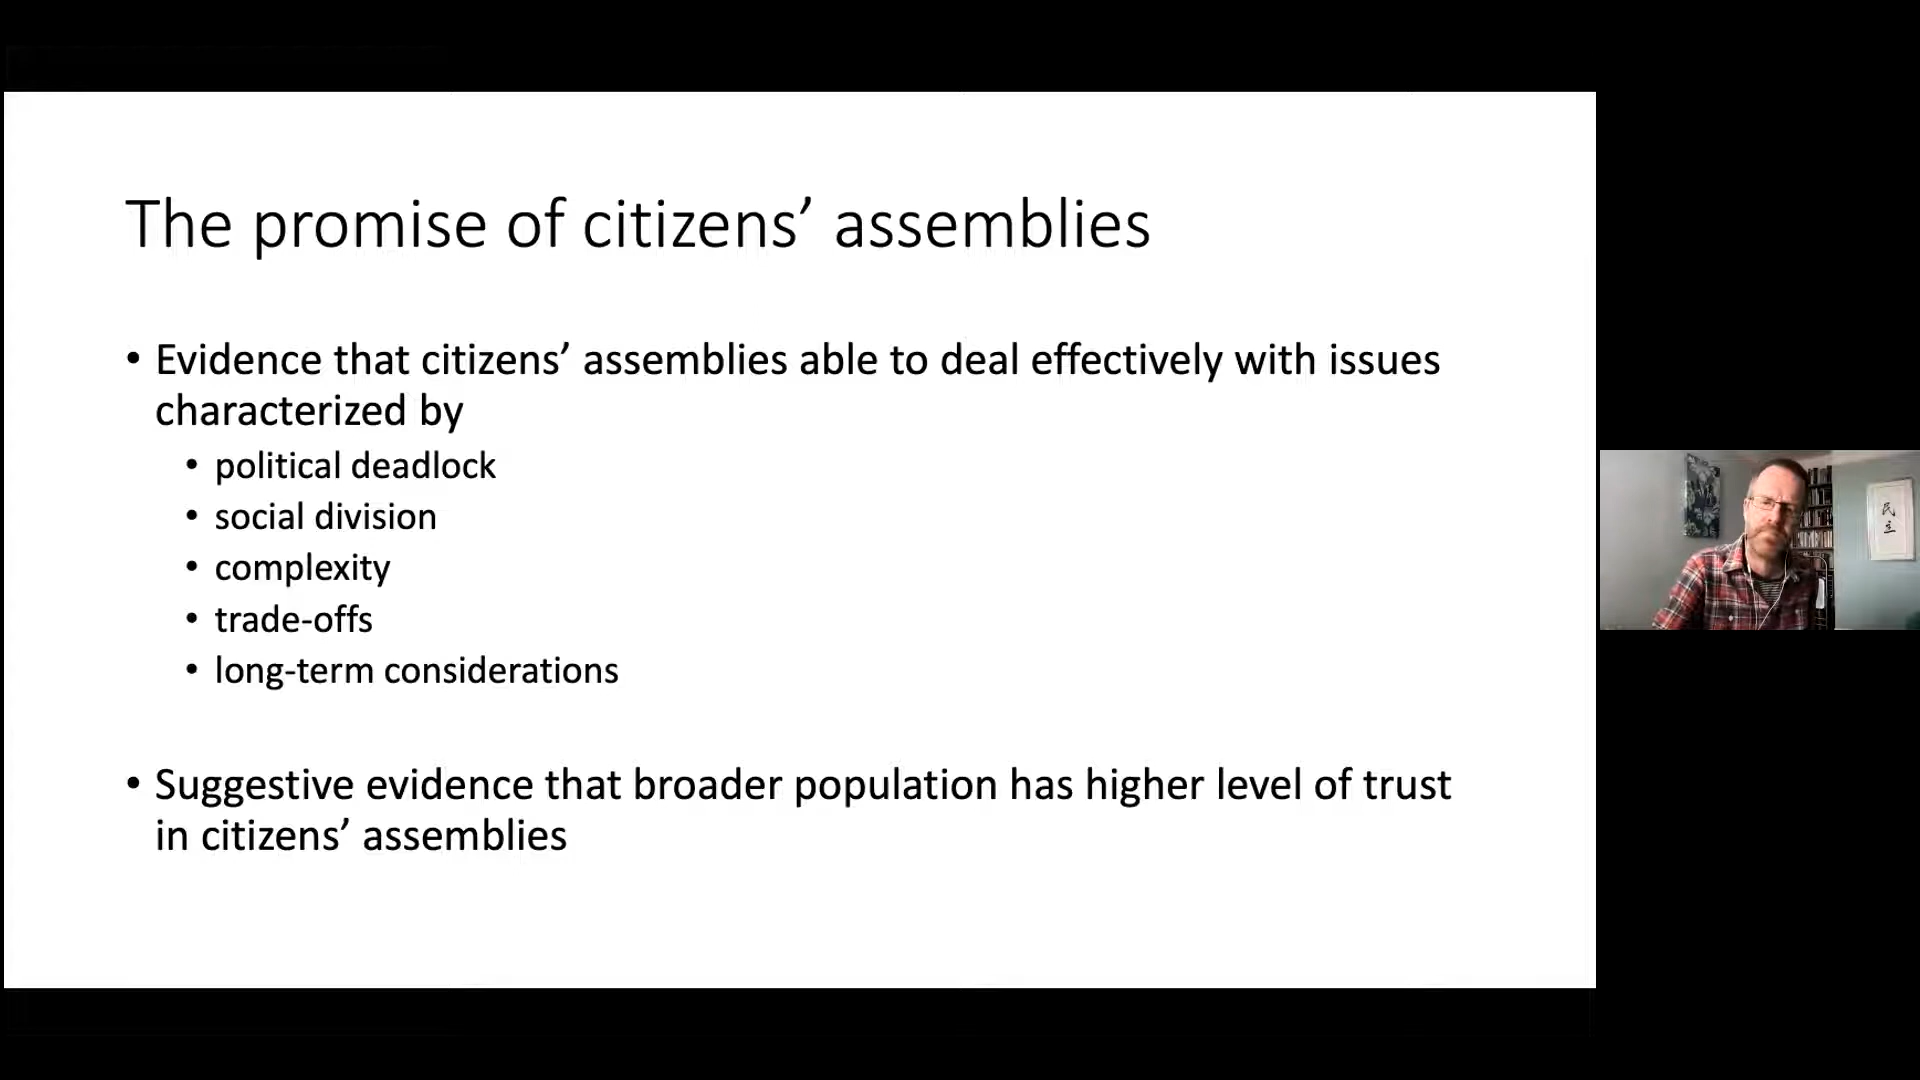 The promise of citizens’ assemblies
• Evidence that citizens’ assemblies able to deal effectively with issues
characterized by
• political deadlock
• social division
• complexity
• trade-offs
• long-term considerations
• Suggestive evidence that broader population has higher level of trust
in citizens’ assemblies
民
主